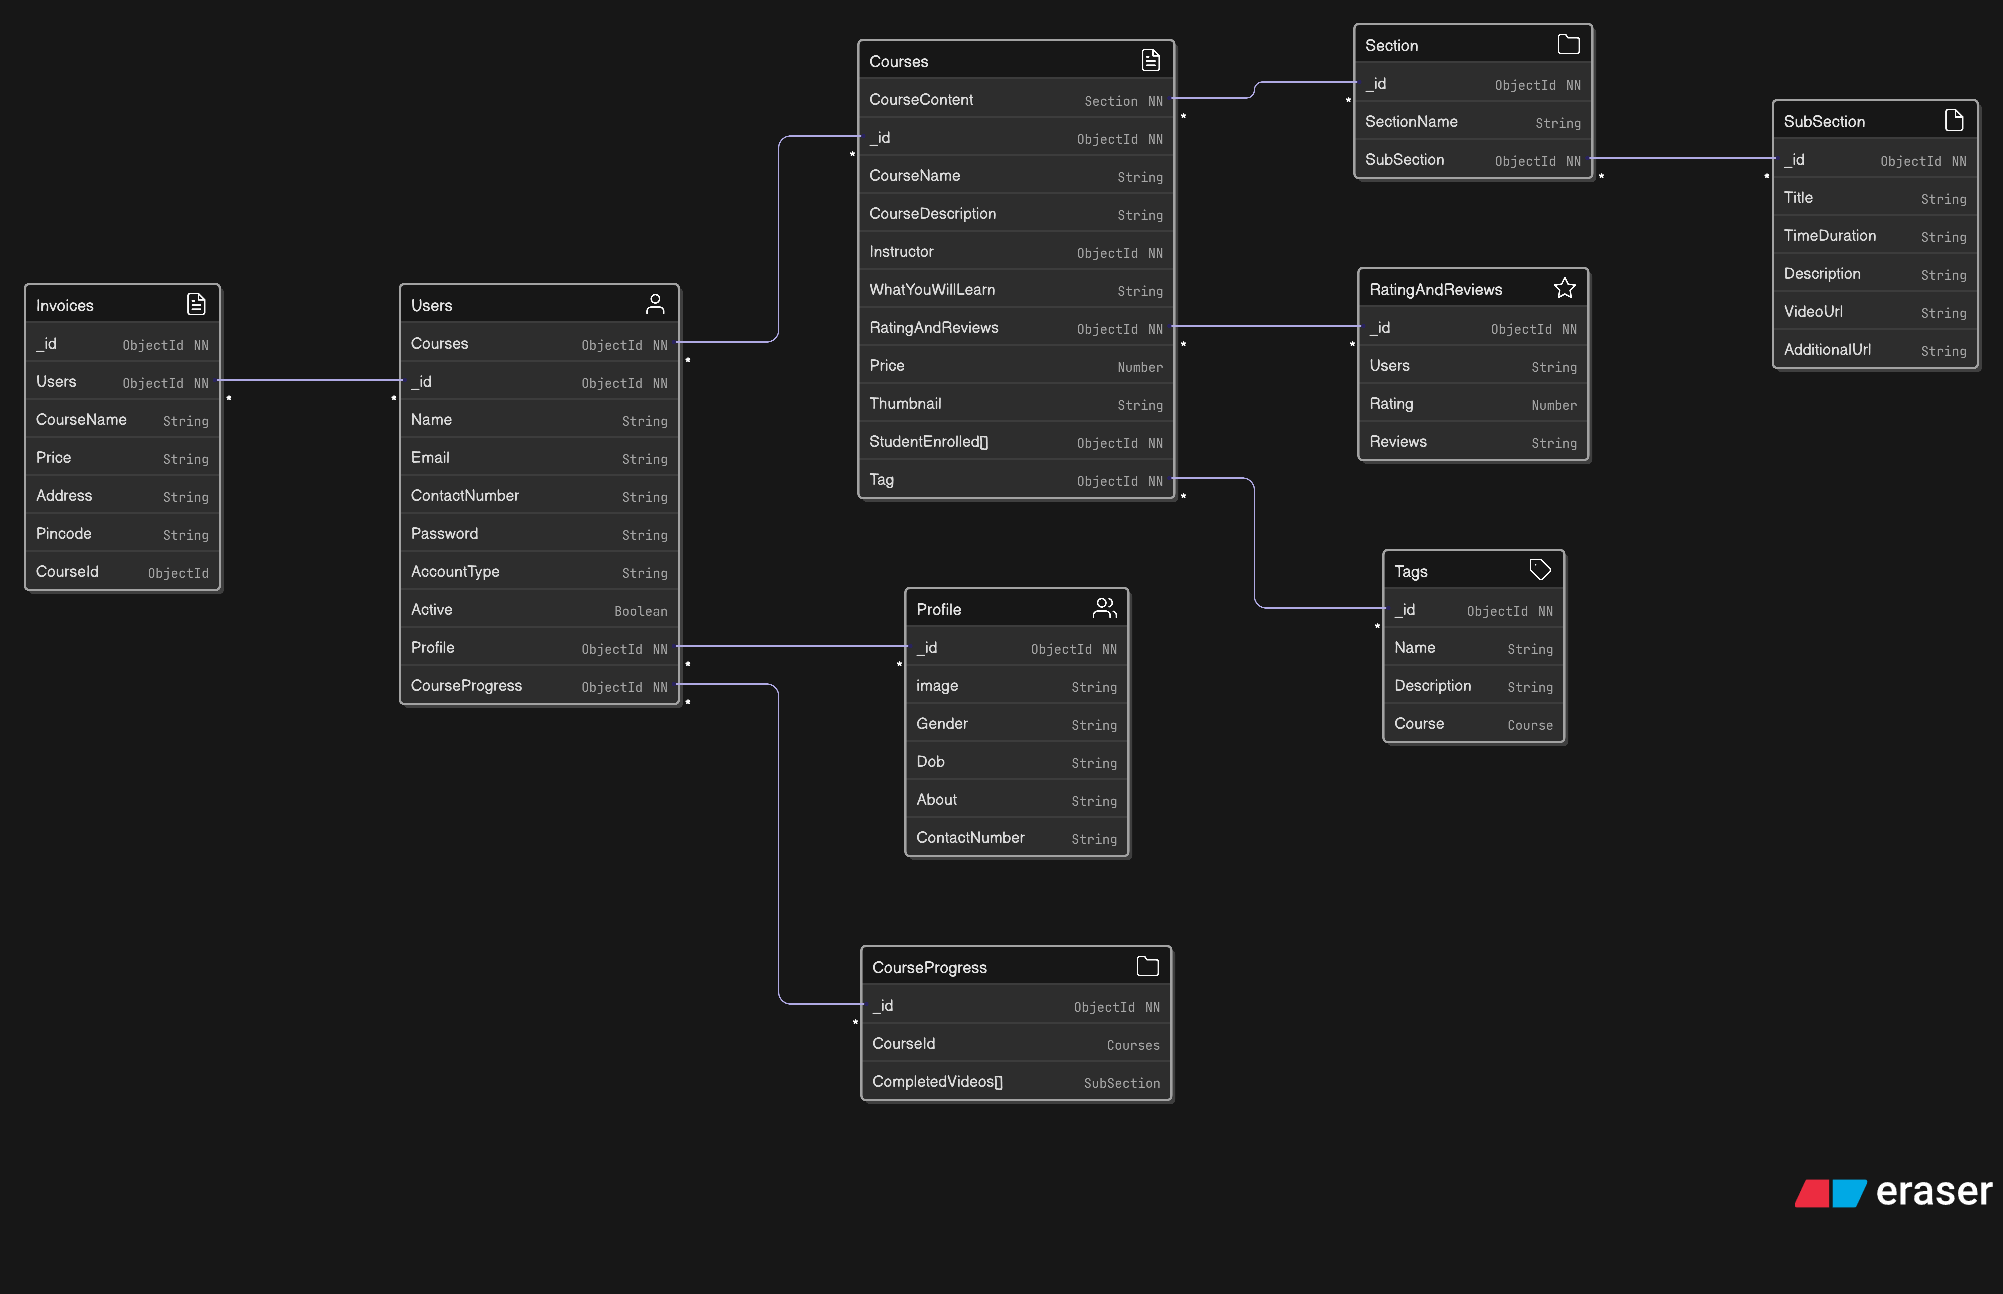 Invoices
_id ObjectId NN
Users ObjectId NN
*
CourseName String
Price String
Address String
Pincode String
CourseId ObjectId
Users
Courses ObjectId NN
*
_id ObjectId NN
*
Name String
Email String
ContactNumber String
Password String
AccountType String
Active Boolean
Profile ObjectId NN
*
CourseProgress ObjectId NN
*
Courses
CourseContent Section NN
*
_id ObjectId NN
*
CourseName String
CourseDescription String
Instructor ObjectId NN
WhatYouWillLearn String
RatingAndReviews ObjectId NN
*
Price Number
Thumbnail String
StudentEnrolled[] ObjectId NN
Tag ObjectId NN
*
Profile
_id ObjectId NN
*
image String
Gender String
Dob String
About String
ContactNumber String
CourseProgress
_id ObjectId NN
*
CourseId Courses
CompletedVideos[] SubSection
Section
_id ObjectId NN
*
SectionName String
SubSection ObjectId NN
*
RatingAndReviews
_id ObjectId NN
*
Users String
Rating Number
Reviews String
Tags
_id ObjectId NN
*
Name String
Description String
Course Course
SubSection
_id ObjectId NN
*
Title String
TimeDuration String
Description String
VideoUrl String
AdditionalUrl String
eraser